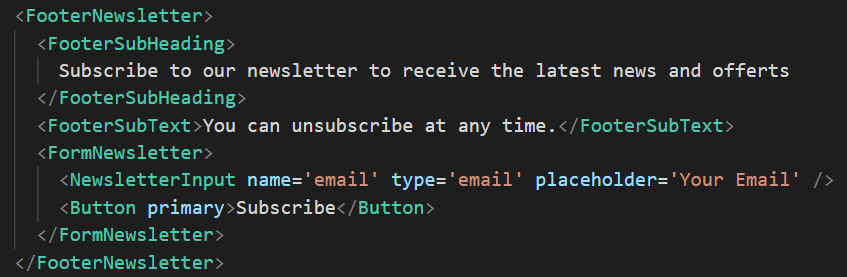 <FooterNewsletter>
<FooterSubHeading>
Subscribe to our newsletter to receive the latest news and offerts
</FooterSubHeading>
<FooterSubText>You can unsubscribe at any time.</FooterSubText>
<FormNewsletter>
<NewsletterInput name='email' type='email' placeholder='Your Email' />
<Button primary>Subscribe</Button>
</FormNewsletter>
</FooterNewsletter>